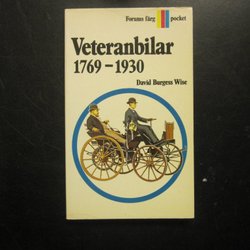 Forums färg pocket
Veteranbilar
1769–1930
David Burgess Wise